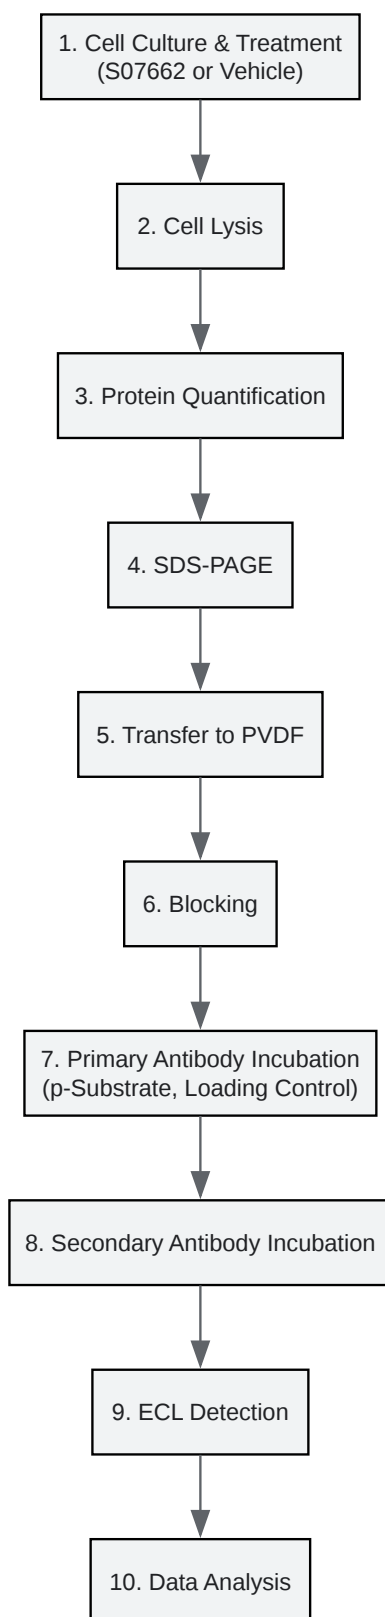 1. Cell Culture & Treatment
(S07662 or Vehicle)
2. Cell Lysis
3. Protein Quantification
4. SDS-PAGE
5. Transfer to PVDF
6. Blocking
7. Primary Antibody Incubation
(p-Substrate, Loading Control)
8. Secondary Antibody Incubation
9. ECL Detection
10. Data Analysis